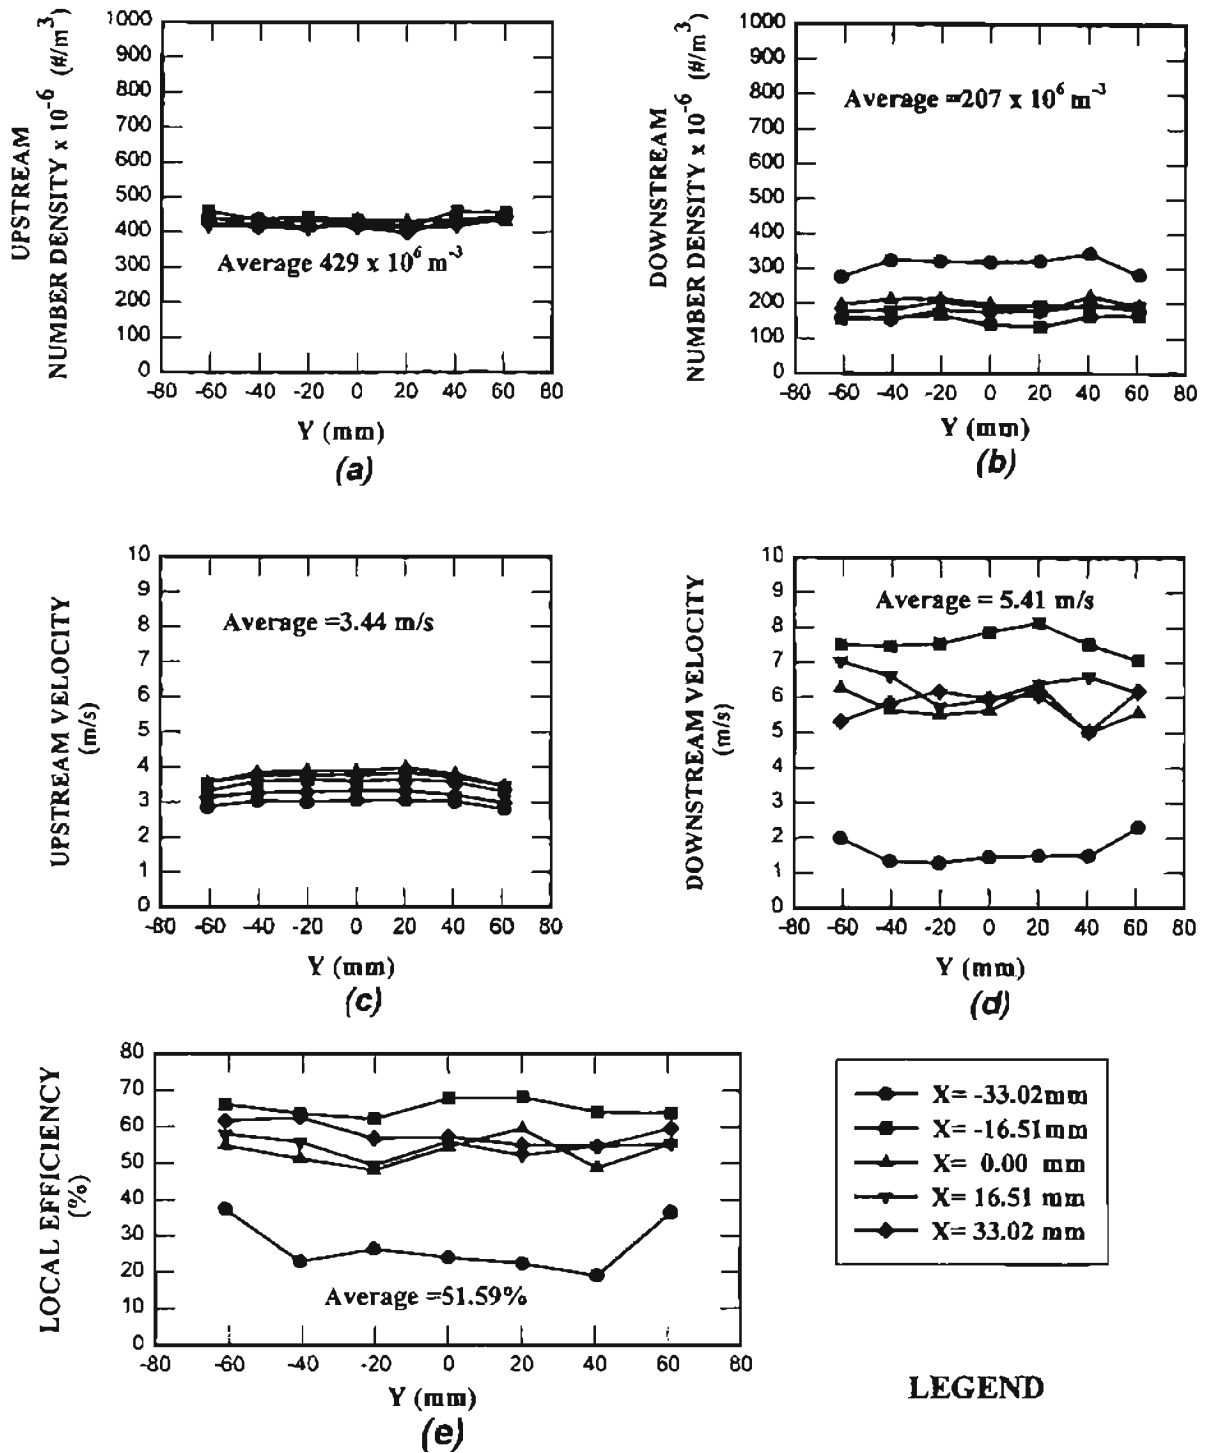 UPSTREAM
NUMBER DENSITY x 10⁻⁶ (#/m³)
1000
900
800
700
600
500
400
300
200
100
0
Average 429 x 10⁶ m⁻³
-80 -60 -40 -20 0 20 40 60 80
Y (mm)
(a)
DOWNSTREAM
NUMBER DENSITY x 10⁻⁶ (#/m³)
1000
900
800
700
600
500
400
300
200
100
0
Average =207 x 10⁶ m⁻³
-80 -60 -40 -20 0 20 40 60 80
Y (mm)
(b)
UPSTREAM VELOCITY
(m/s)
10
9
8
7
6
5
4
3
2
1
0
Average =3.44 m/s
-80 -60 -40 -20 0 20 40 60 80
Y (mm)
(c)
DOWNSTREAM VELOCITY
(m/s)
10
9
8
7
6
5
4
3
2
1
0
Average = 5.41 m/s
-80 -60 -40 -20 0 20 40 60 80
Y (mm)
(d)
LOCAL EFFICIENCY
(%)
80
70
60
50
40
30
20
10
0
Average =51.59%
-80 -60 -40 -20 0 20 40 60 80
Y (mm)
(e)
X= -33.02mm
X= -16.51mm
X= 0.00 mm
X= 16.51 mm
X= 33.02 mm
LEGEND